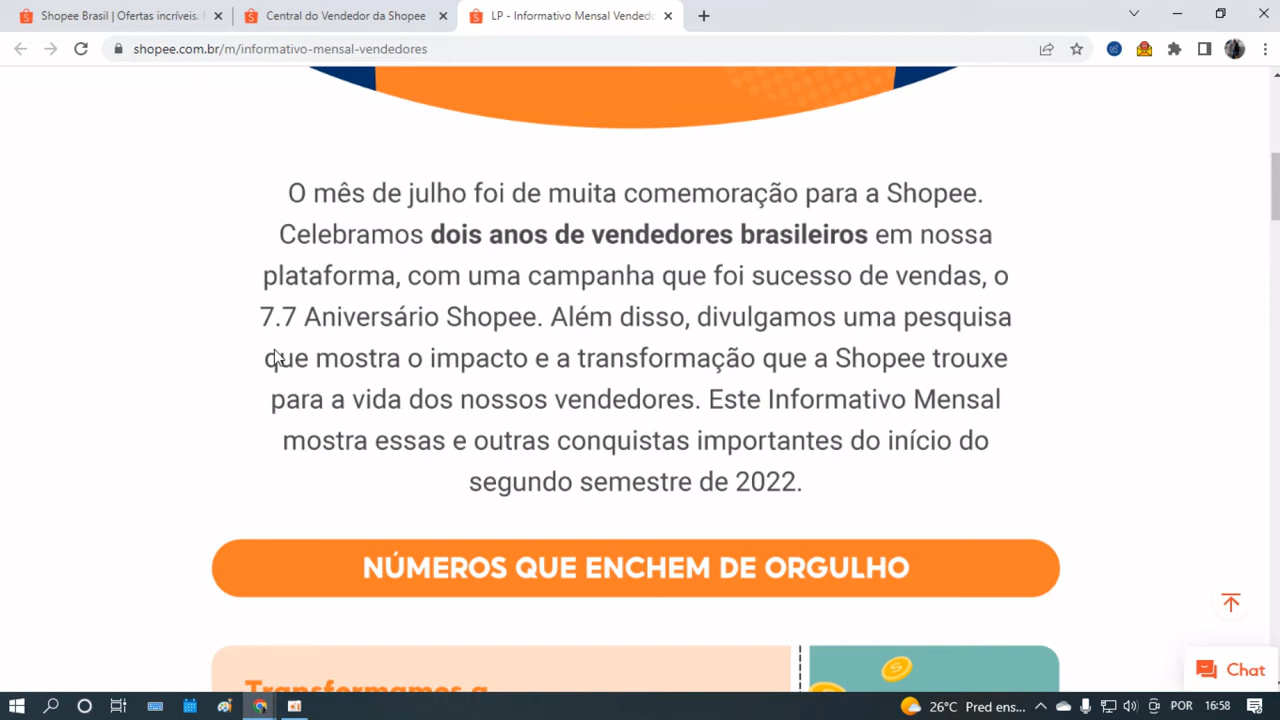 Shopee Brasil | Ofertas incríveis.
Central do Vendedor da Shopee
LP - Informativo Mensal Vendedo
shopee.com.br/m/informativo-mensal-vendedores
O mês de julho foi de muita comemoração para a Shopee.
Celebramos dois anos de vendedores brasileiros em nossa
plataforma, com uma campanha que foi sucesso de vendas, o
7.7 Aniversário Shopee. Além disso, divulgamos uma pesquisa
que mostra o impacto e a transformação que a Shopee trouxe
para a vida dos nossos vendedores. Este Informativo Mensal
mostra essas e outras conquistas importantes do início do
segundo semestre de 2022.
NÚMEROS QUE ENCHEM DE ORGULHO
Transformamos a
Chat
26°C Pred ens...
POR
16:58